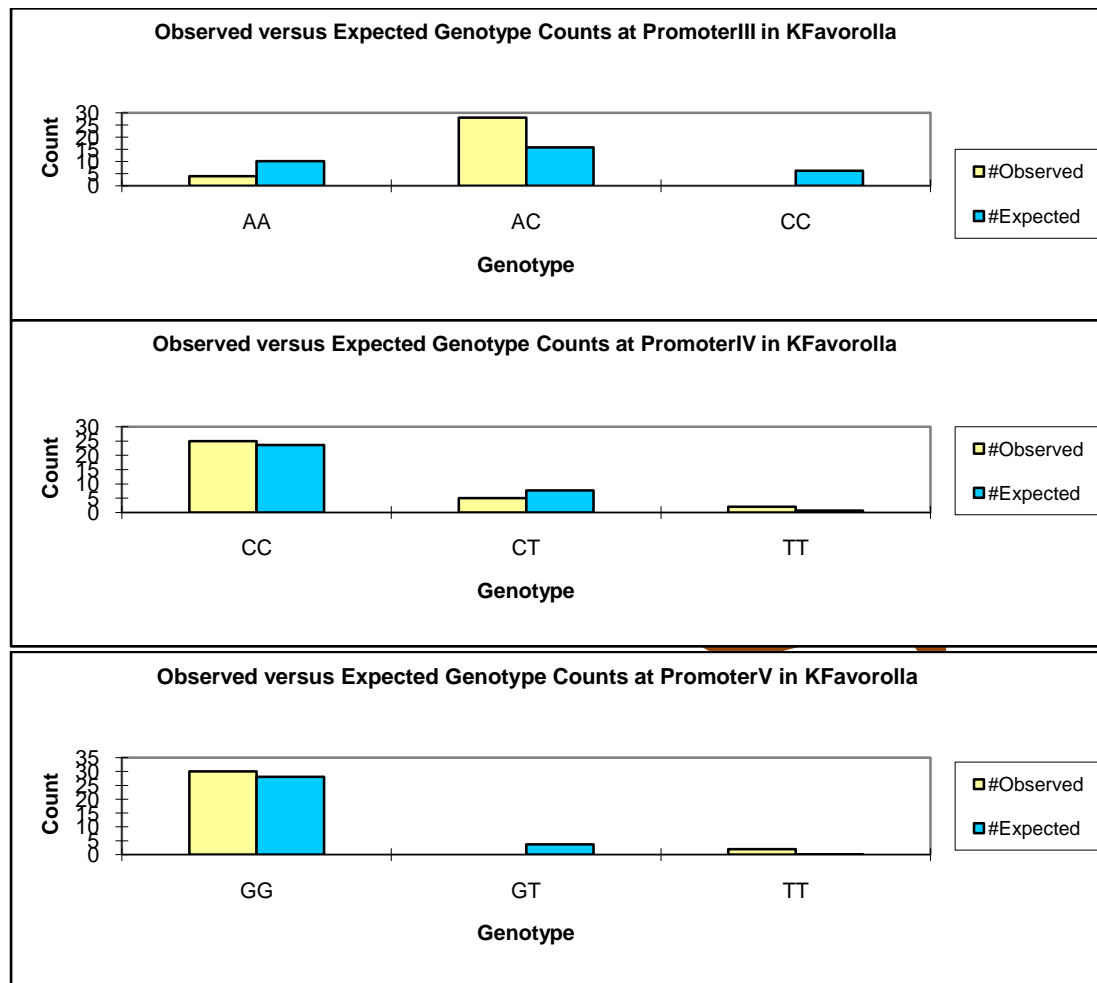 Observed versus Expected Genotype Counts at PromoterIII in KFavorolla
Count
30
25
20
15
10
5
0
AA AC CC
Genotype
#Observed
#Expected
Observed versus Expected Genotype Counts at PromoterIV in KFavorolla
Count
30
25
20
15
10
5
0
CC CT TT
Genotype
#Observed
#Expected
Observed versus Expected Genotype Counts at PromoterV in KFavorolla
Count
35
30
25
20
15
10
5
0
GG GT TT
Genotype
#Observed
#Expected